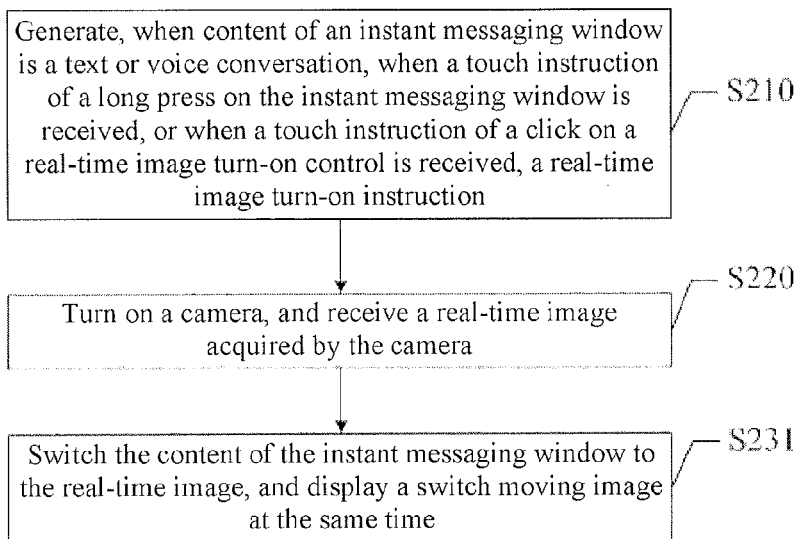 Generate, when content of an instant messaging window
is a text or voice conversation, when a touch instruction
of a long press on the instant messaging window is
received, or when a touch instruction of a click on a
real-time image turn-on control is received, a real-time
image turn-on instruction
S210
Turn on a camera, and receive a real-time image
acquired by the camera
S220
Switch the content of the instant messaging window to
the real-time image, and display a switch moving image
at the same time
S231